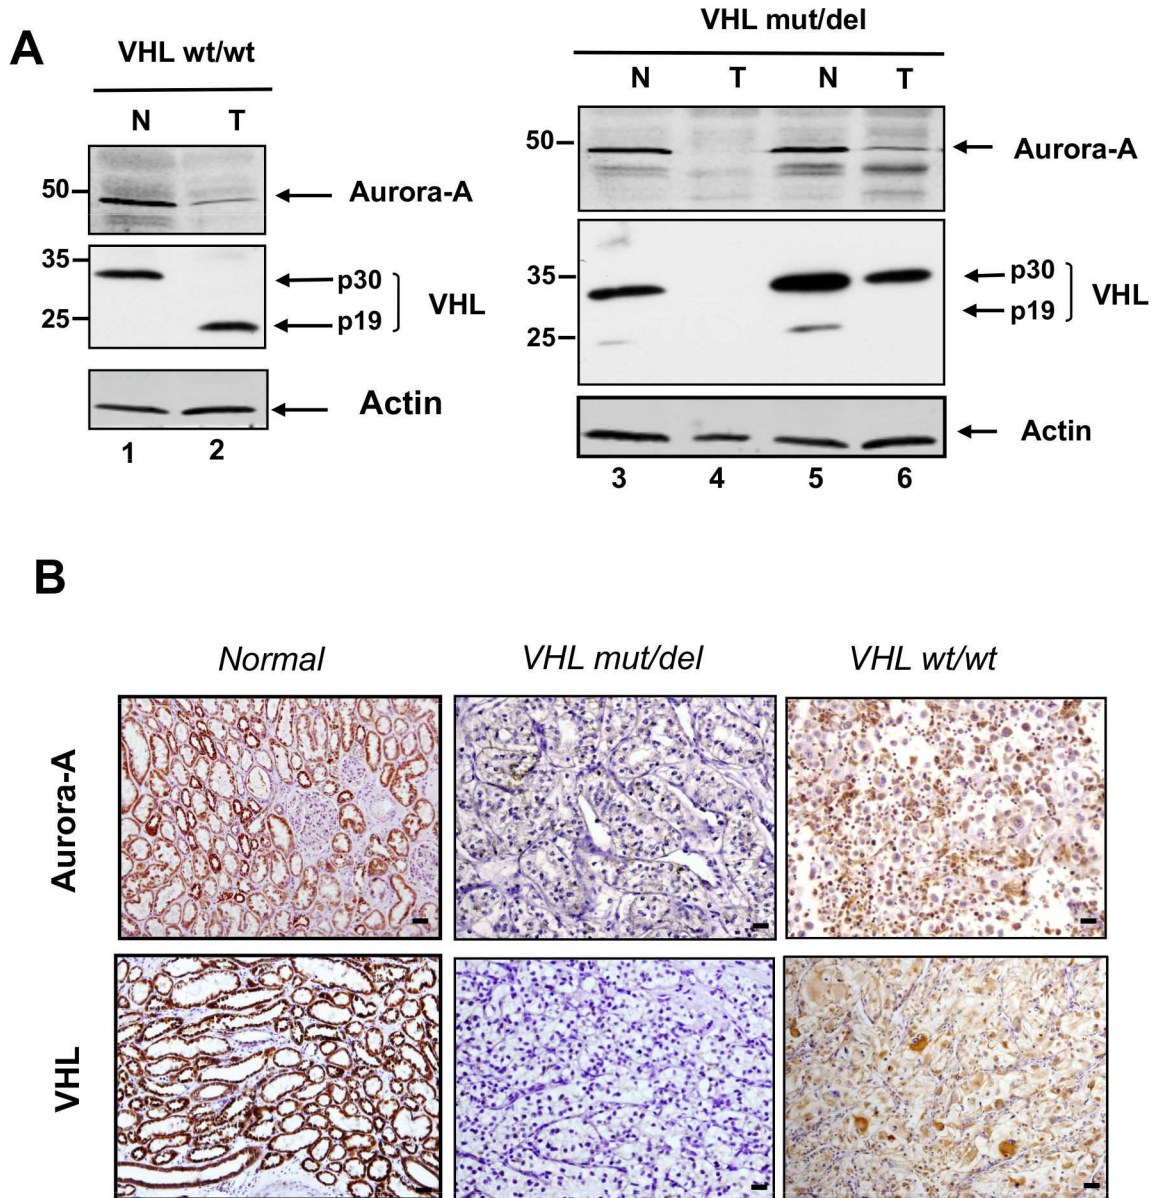 A
VHL wt/wt
N T
50
Aurora-A
35
p30
25
p19
VHL
Actin
1 2
VHL mut/del
N T N T
50
Aurora-A
35
p30
p19
VHL
25
Actin
3 4 5 6
B
Normal VHL mut/del VHL wt/wt
Aurora-A
VHL